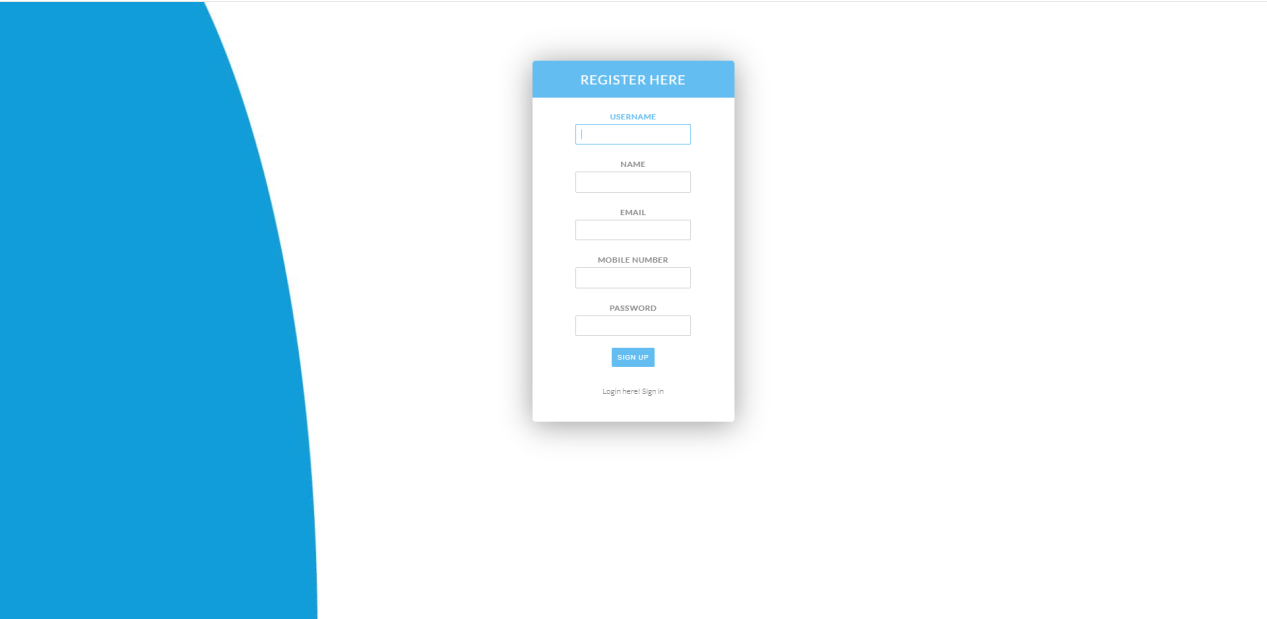 REGISTER HERE
USERNAME
NAME
EMAIL
MOBILE NUMBER
PASSWORD
SIGN UP
Login here! Sign in